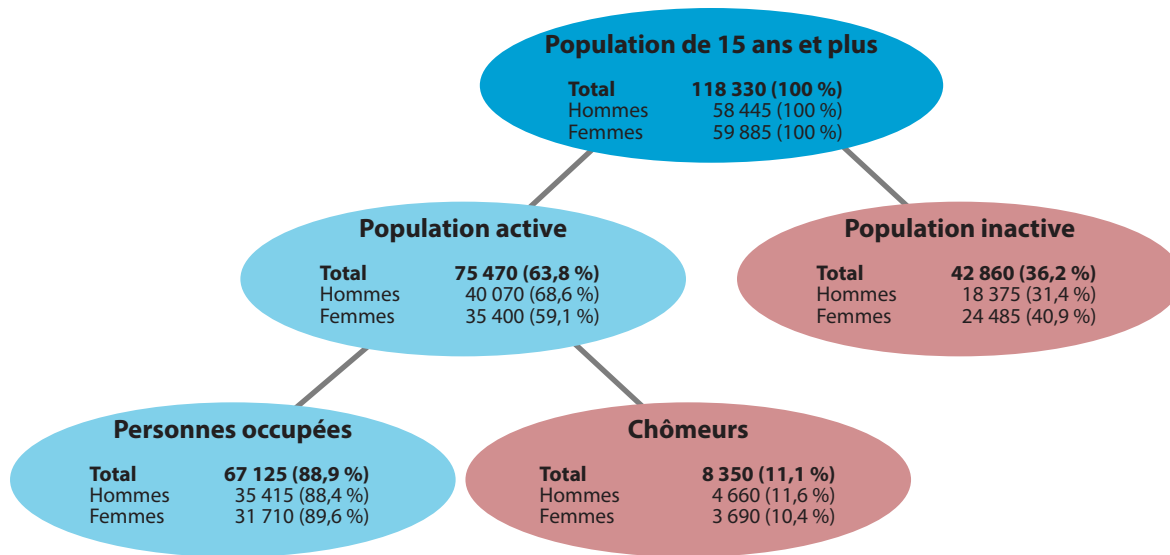 Population de 15 ans et plus
Total 118 330 (100 %)
Hommes 58 445 (100 %)
Femmes 59 885 (100 %)
Population active
Total 75 470 (63,8 %)
Hommes 40 070 (68,6 %)
Femmes 35 400 (59,1 %)
Population inactive
Total 42 860 (36,2 %)
Hommes 18 375 (31,4 %)
Femmes 24 485 (40,9 %)
Personnes occupées
Total 67 125 (88,9 %)
Hommes 35 415 (88,4 %)
Femmes 31 710 (89,6 %)
Chômeurs
Total 8 350 (11,1 %)
Hommes 4 660 (11,6 %)
Femmes 3 690 (10,4 %)